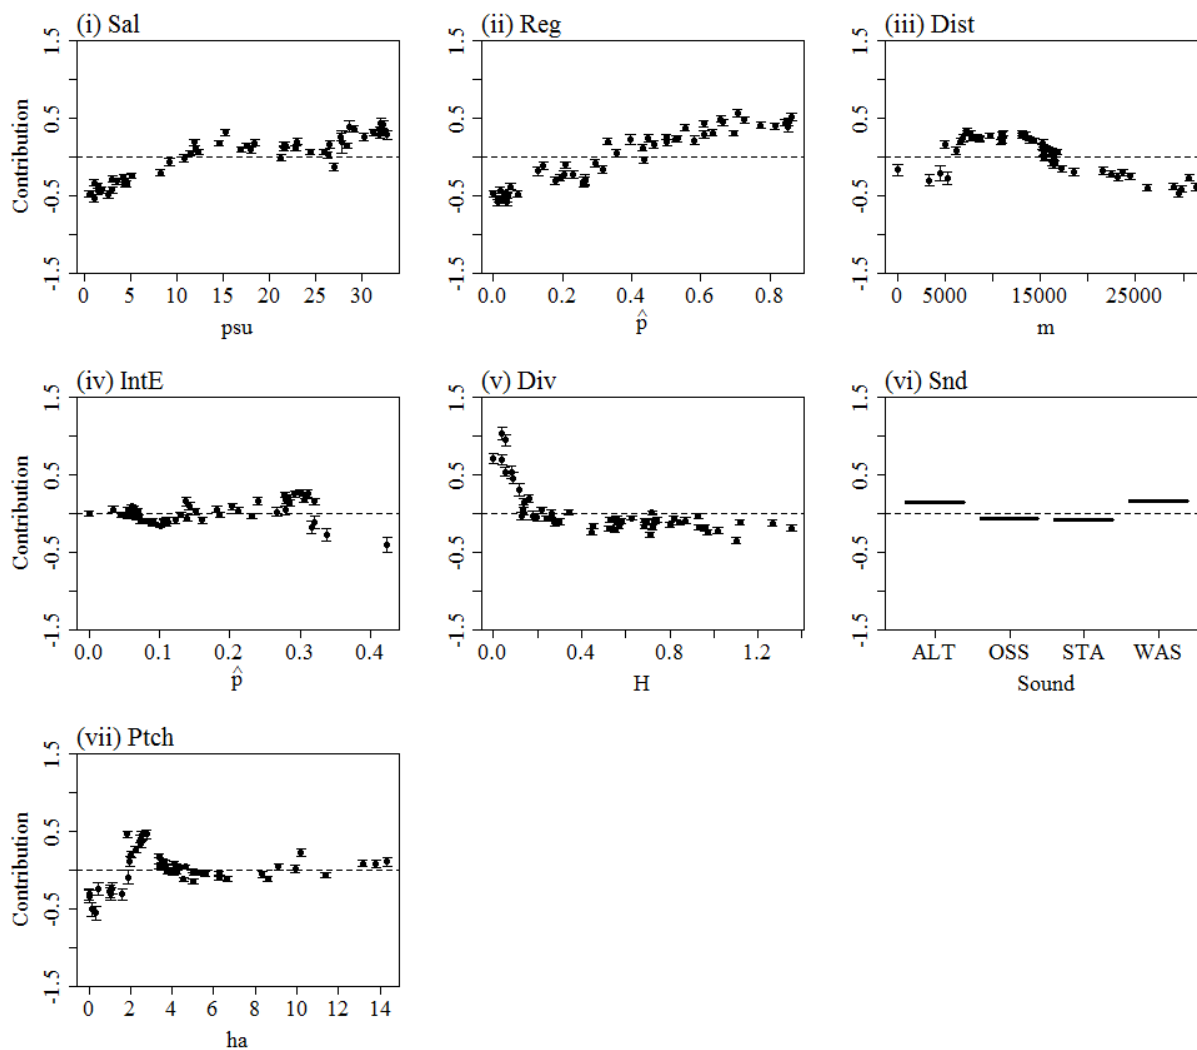 (i) Sal
(ii) Reg
(iii) Dist
Contribution
1.5
0.5
-0.5
-1.5
1.5
0.5
-0.5
-1.5
1.5
0.5
-0.5
-1.5
0 5 10 15 20 25 30
0.0 0.2 0.4 0.6 0.8
0 5000 15000 25000
psu
p̂
m
(iv) IntE
(v) Div
(vi) Snd
Contribution
1.5
0.5
-0.5
-1.5
1.5
0.5
-0.5
-1.5
1.5
0.5
-0.5
-1.5
0.0 0.1 0.2 0.3 0.4
0.0 0.4 0.8 1.2
ALT OSS STA WAS
p̂
H
Sound
(vii) Ptch
Contribution
1.5
0.5
-0.5
-1.5
0 2 4 6 8 10 12 14
ha